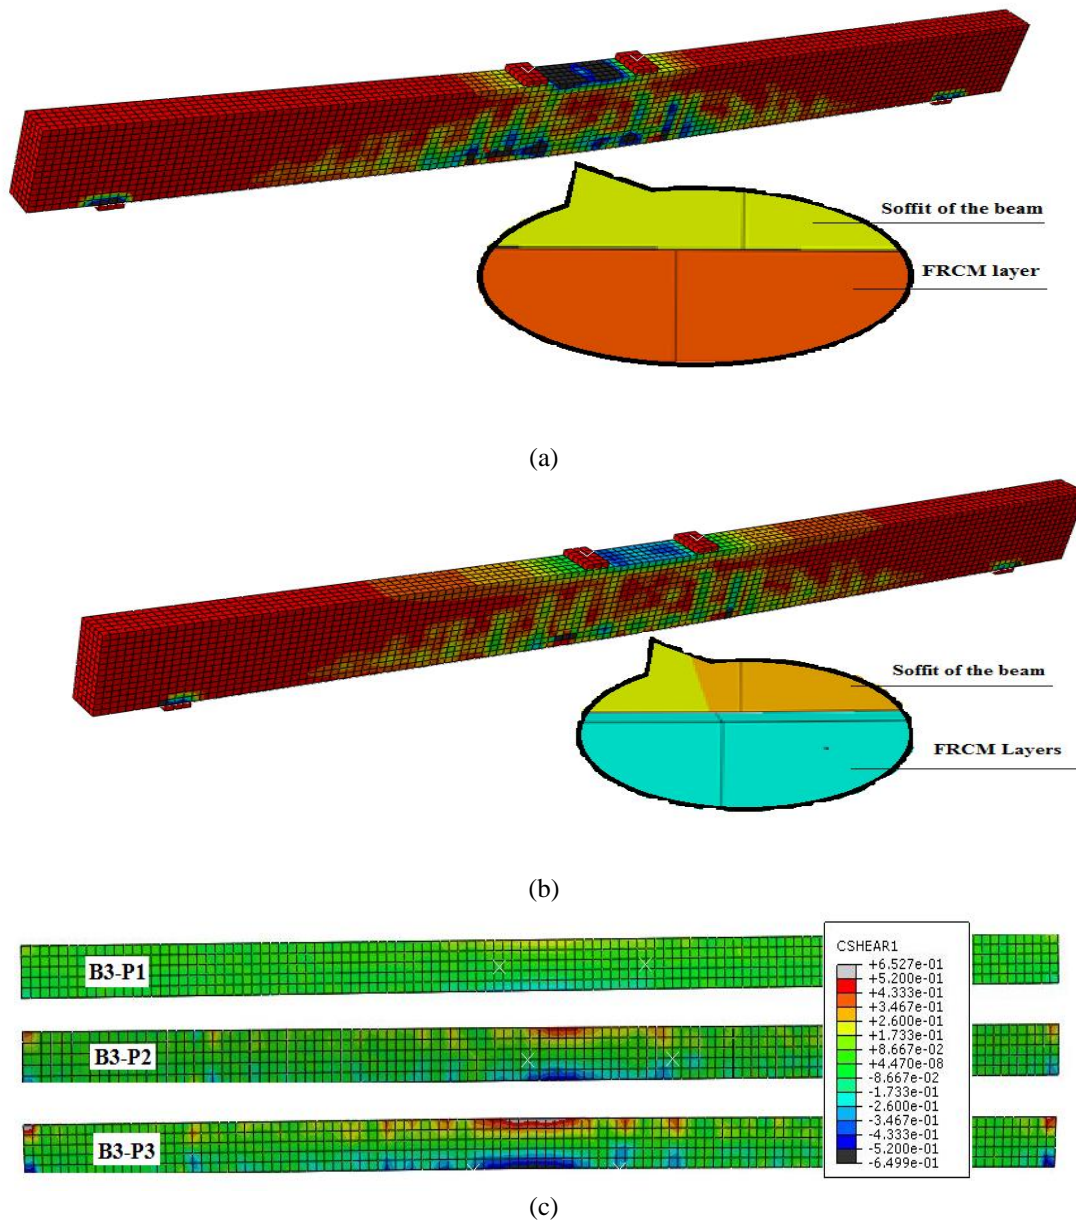 Soffit of the beam
FRCM layer
(a)
Soffit of the beam
FRCM Layers
(b)
B3-P1
B3-P2
B3-P3
CSHEAR1
+6.527e-01
+5.200e-01
+4.333e-01
+3.467e-01
+2.600e-01
+1.733e-01
+8.667e-02
+4.470e-08
-8.667e-02
-1.733e-01
-2.600e-01
-3.467e-01
-4.333e-01
-5.200e-01
-6.499e-01
(c)